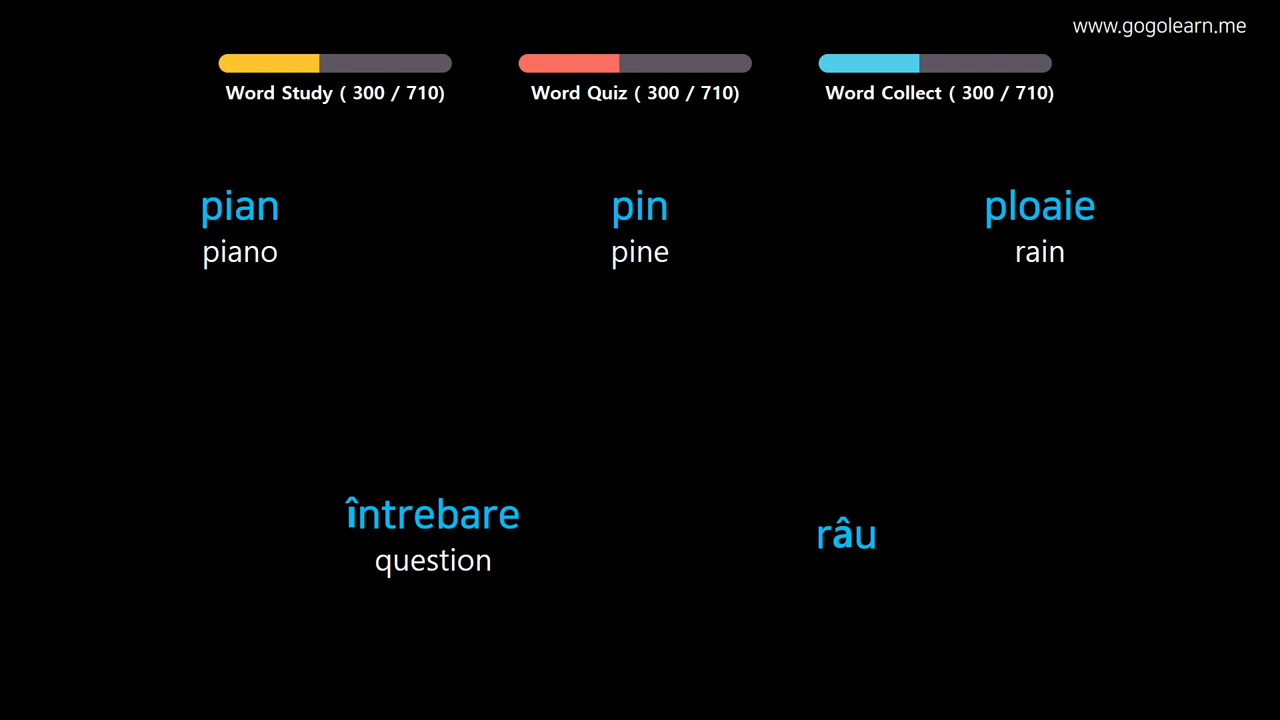 www.gogolearn.me
Word Study ( 300 / 710)
Word Quiz ( 300 / 710)
Word Collect ( 300 / 710)
pian
piano
pin
pine
ploaie
rain
întrebare
question
râu